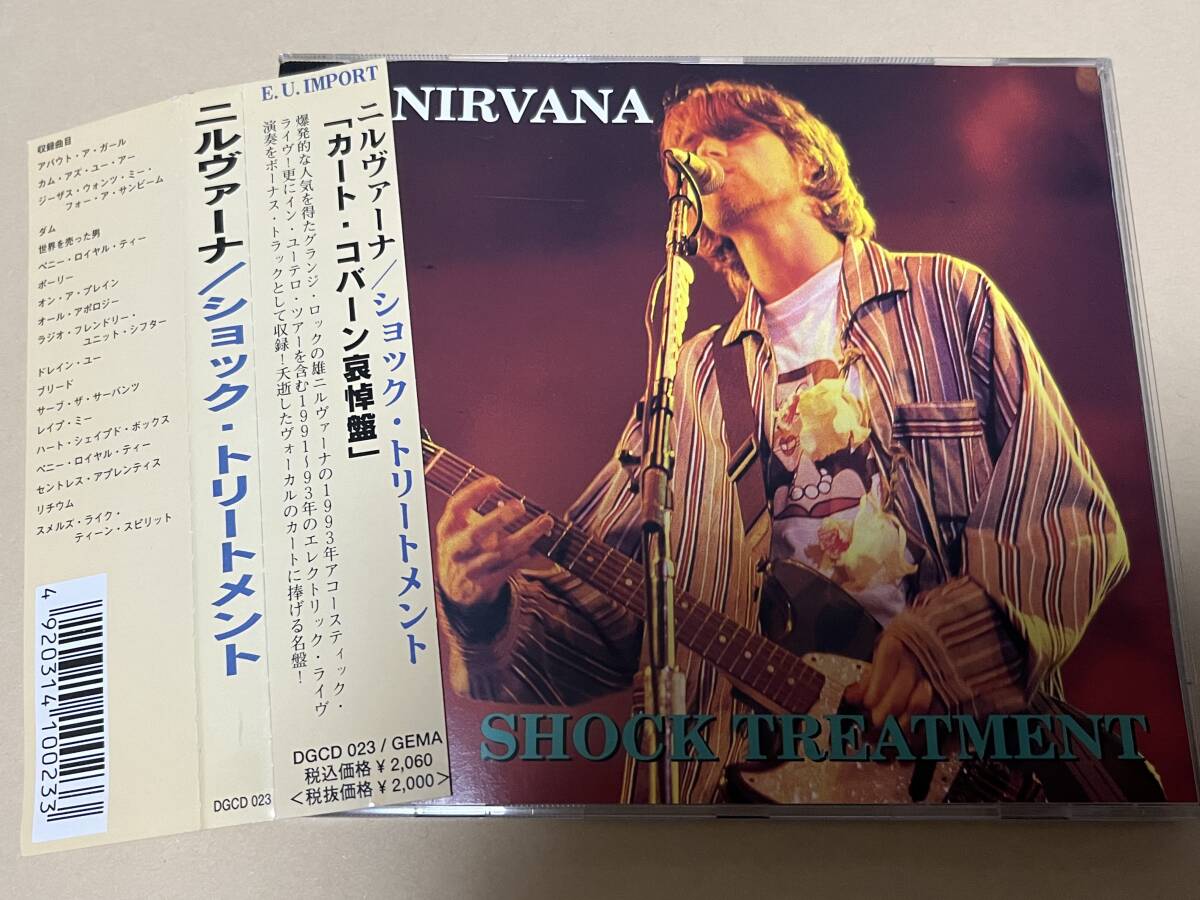 収録曲目
アバウト・ア・ガール
カム・アズ・ユー・アー
ジーザス・ウォンツ・ミー・
フォー・ア・サンビーム
ダム
世界を売った男
ペニー・ロイヤル・ティー
ポーリー
オン・ア・プレイン
オール・アポロジー
ラジオ・フレンドリー・
ユニット・シフター
ドレイン・ユー
ブリード
サーブ・ザ・サーバンツ
レイプ・ミー
ハート・シェイプド・ボックス
ペニー・ロイヤル・ティー
セントレス・アプレンティス
リチウム
スメルズ・ライク・
ティーン・スピリット
4 920314 100233
ニルヴァーナ/ショック・トリートメント
DGCD 023
E.U.IMPORT
ニルヴァーナ/ショック・トリートメント
「カート・コバーン哀悼盤」
爆発的な人気を得たグランジ・ロックの雄ニルヴァーナの1993年アコースティック・
ライヴ!更にイン・ユーテロ・ツアーを含む1991〜93年のエレクトリック・ライヴ
演奏をボーナス・トラックとして収録!夭逝したヴォーカルのカートに捧げる名盤!
DGCD 023 / GEMA
税込価格 ¥ 2,060
<税抜価格 ¥ 2,000>
NIRVANA
SHOCK TREATMENT